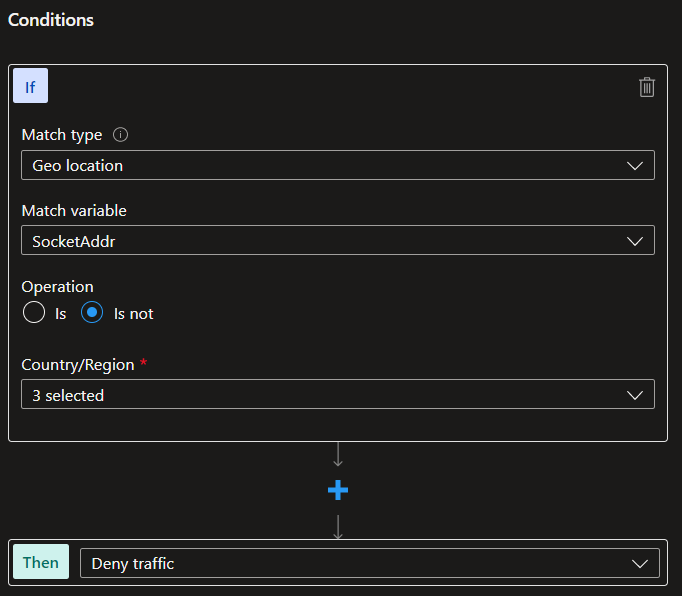 Conditions
If
Match type
Geo location
Match variable
SocketAddr
Operation
Is Is not
Country/Region *
3 selected
Then Deny traffic